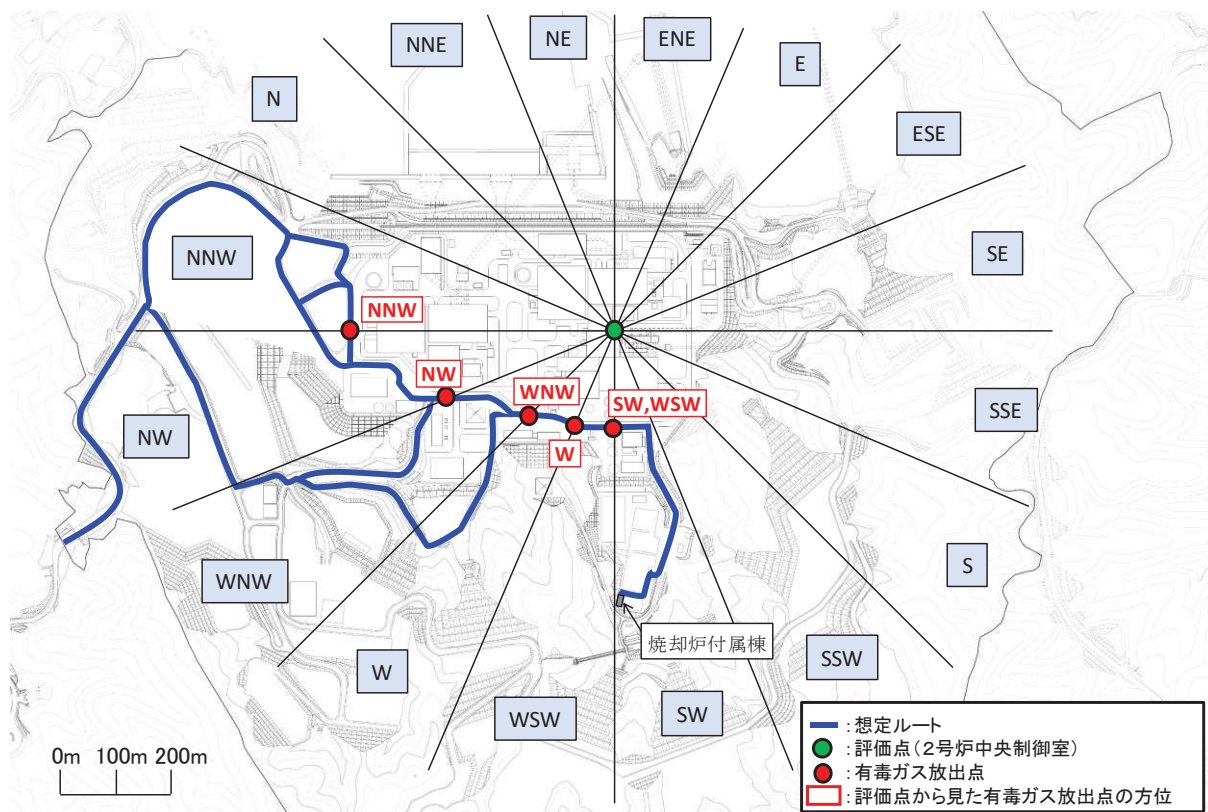 NNE
NE
ENE
E
N
ESE
NNW
SE
NNW
NW
WNW
SW,WSW
W
NW
SSE
WNW
S
焼却炉付属棟
W
WSW
SW
SSW
0m 100m 200m
:想定ルート
:評価点(2号炉中央制御室)
:有毒ガス放出点
:評価点から見た有毒ガス放出点の方位